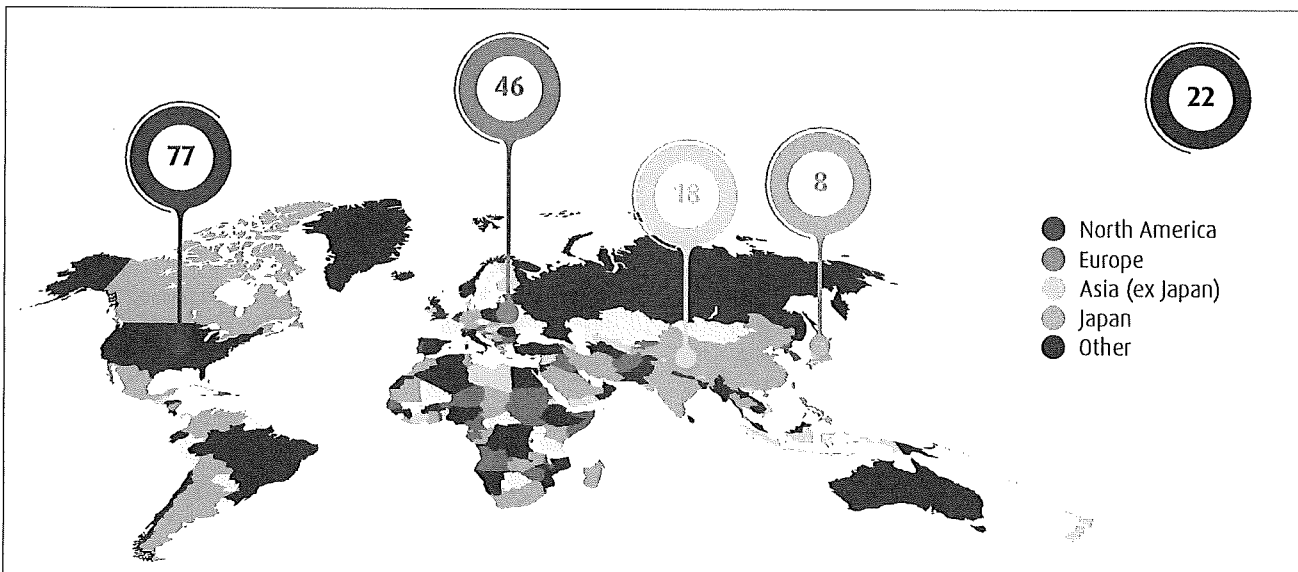 46
22
77
18
8
North America
Europe
Asia (ex Japan)
Japan
Other